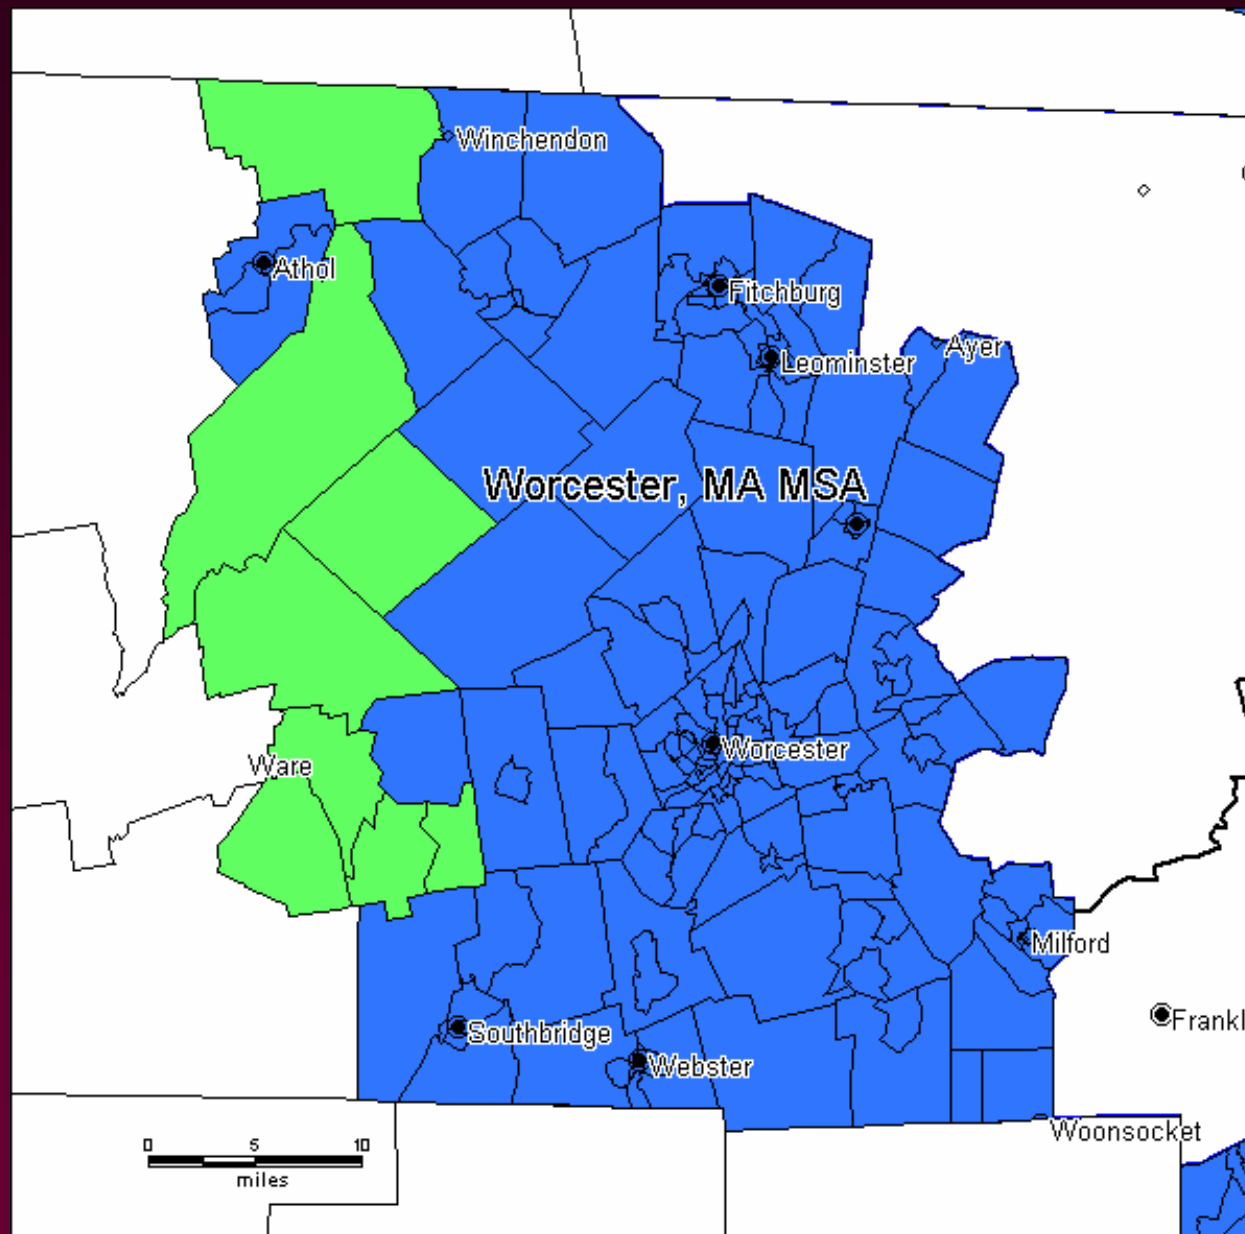 Winchendon
Athol
Fitchburg
Ayer
Leominster
Worcester, MA MSA
Worcester
Ware
Milford
Frankl
Southbridge
Webster
Woonsocket
0 5 10
miles